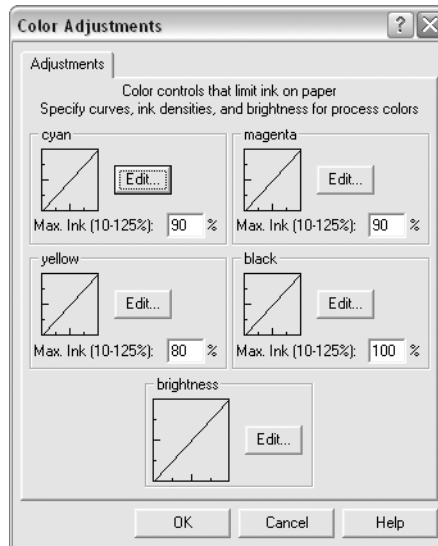 Color Adjustments
Adjustments
Color controls that limit ink on paper
Specify curves, ink densities, and brightness for process colors
cyan
Edit...
Max. Ink (10-125%): 90 %
magenta
Edit...
Max. Ink (10-125%): 90 %
yellow
Edit...
Max. Ink (10-125%): 80 %
black
Edit...
Max. Ink (10-125%): 100 %
brightness
Edit...
OK Cancel Help